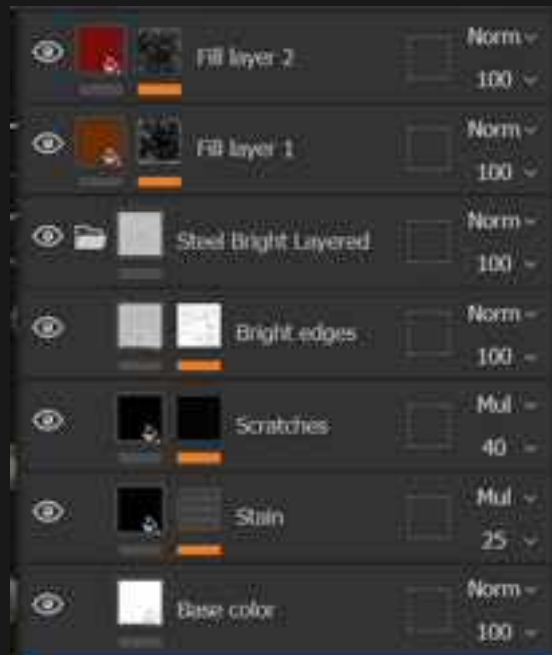 Fill layer 2
Norm
100
Fill layer 1
Norm
100
Steel Bright Layered
Norm
100
Bright edges
Norm
100
Scratches
Mul
40
Stain
Mul
25
Base color
Norm
100